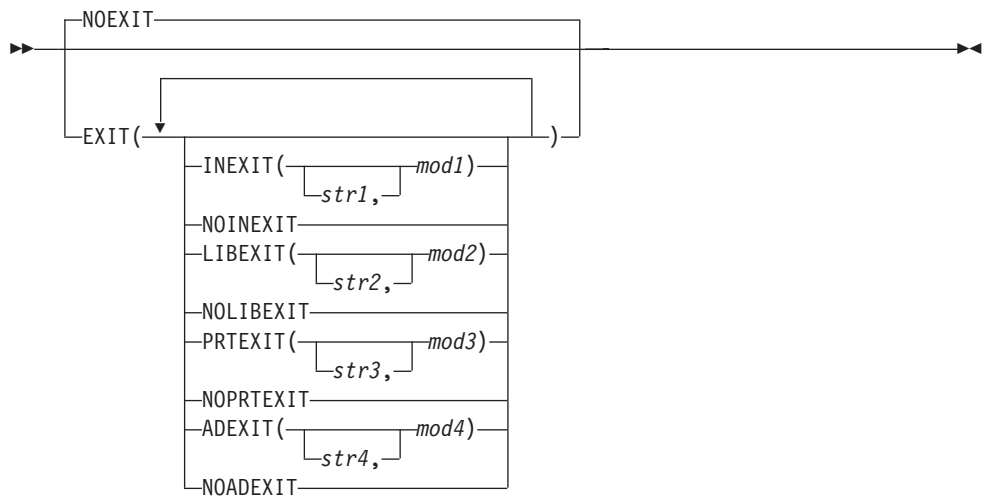 NOEXIT
EXIT( )
INEXIT( mod1)
str1,
NOINEXIT
LIBEXIT( mod2)
str2,
NOLIBEXIT
PRTEXIT( mod3)
str3,
NOPRTEXIT
ADEXIT( mod4)
str4,
NOADEXIT